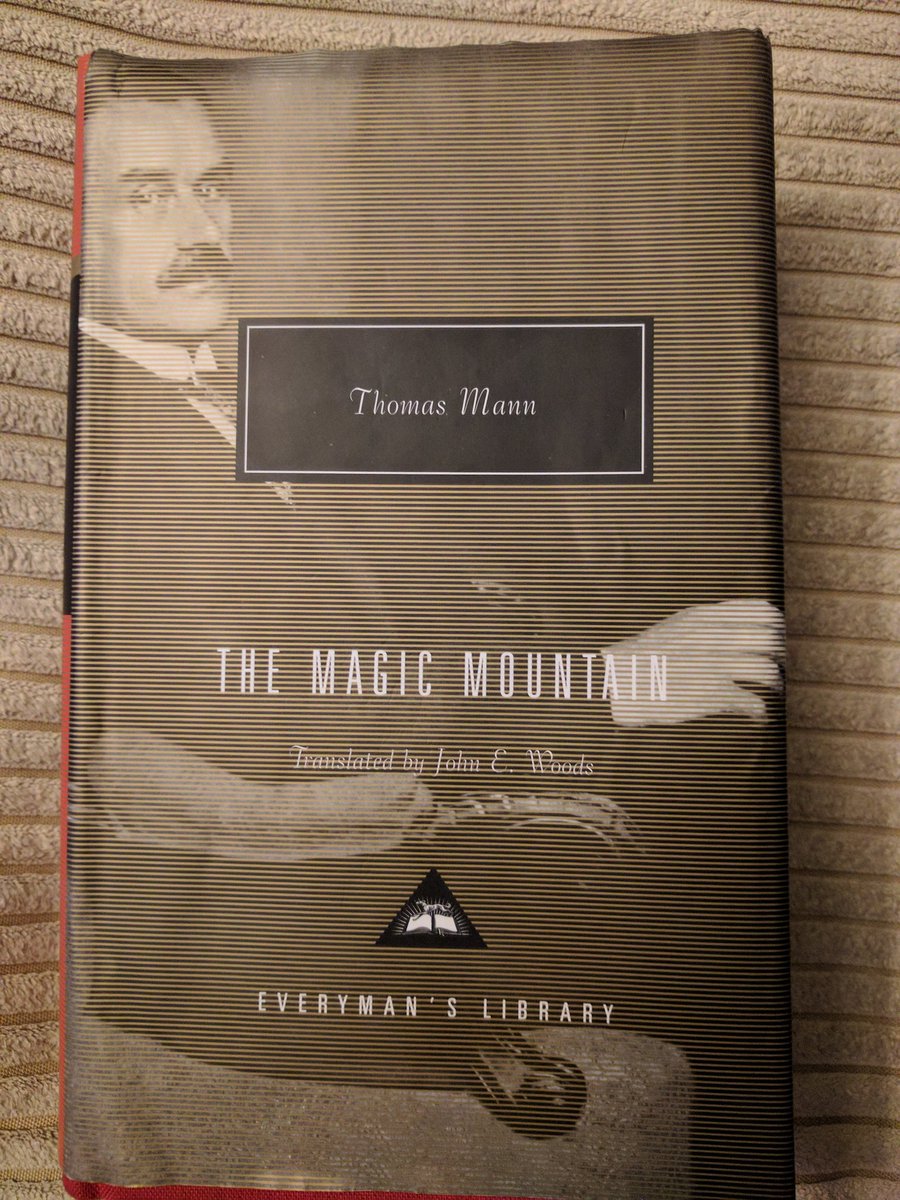 Thomas Mann
THE MAGIC MOUNTAIN
Translated by John E. Woods
EVERYMAN'S LIBRARY